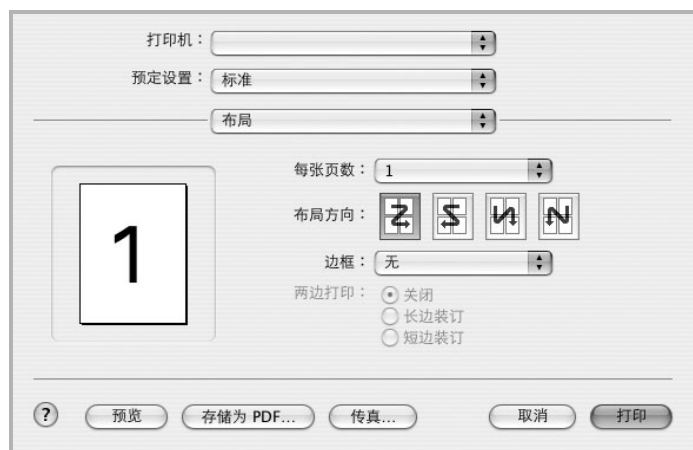 打印机：
预定设置： 标准
布局
每张页数： 1
布局方向：
1
边框： 无
两边打印： 关闭
长边装订
短边装订
? 预览 存储为 PDF... 传真... 取消 打印